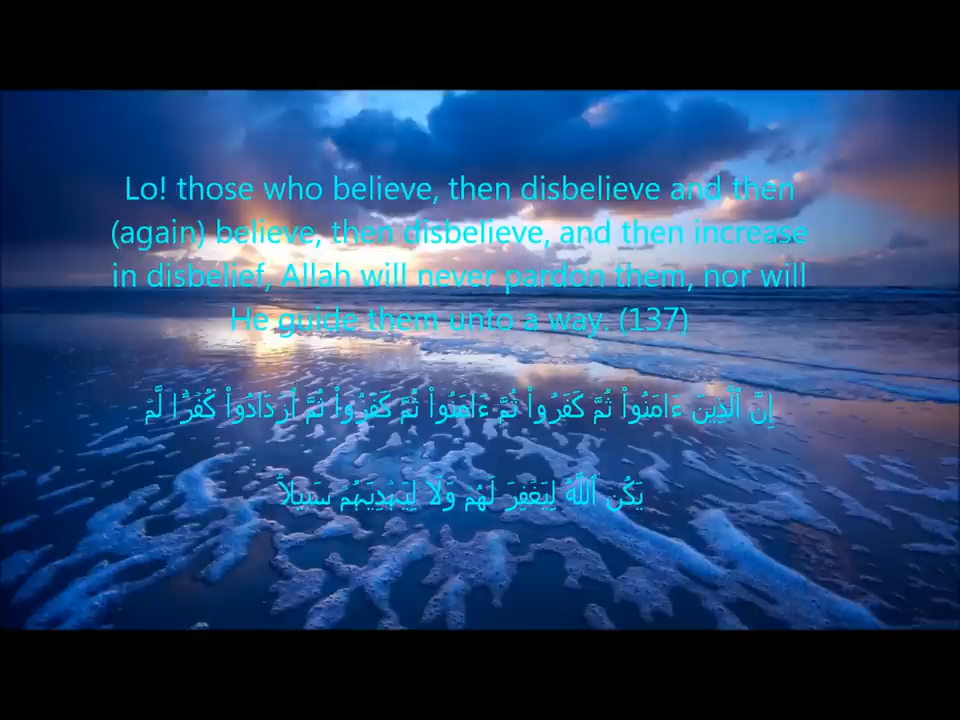 Lo! those who believe, then disbelieve and then
(again) believe, then disbelieve, and then increase
in disbelief, Allah will never pardon them, nor will
He guide them unto a way. (137)
إِنَّ ٱلَّذِينَ ءَامَنُواْ ثُمَّ كَفَرُواْ ثُمَّ ءَامَنُواْ ثُمَّ كَفَرُواْ ثُمَّ ٱزۡدَادُواْ كُفۡرً۬ا لَّمۡ
يَكُنِ ٱللَّهُ لِيَغۡفِرَ لَهُمۡ وَلَا لِيَہۡدِيَہُمۡ سَبِيلاَۢ